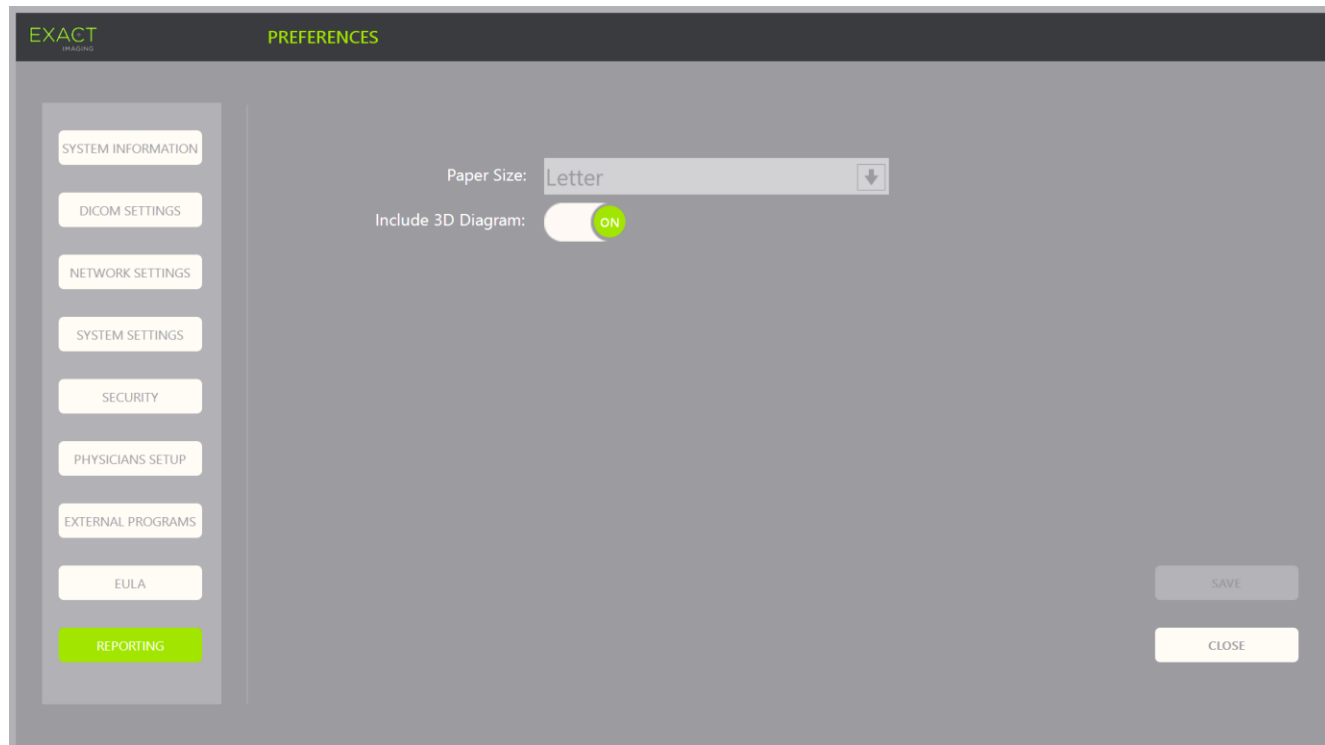 EXACT
IMAGING
PREFERENCES
SYSTEM INFORMATION
DICOM SETTINGS
NETWORK SETTINGS
SYSTEM SETTINGS
SECURITY
PHYSICIANS SETUP
EXTERNAL PROGRAMS
EULA
REPORTING
Paper Size: Letter
Include 3D Diagram: ON
SAVE
CLOSE